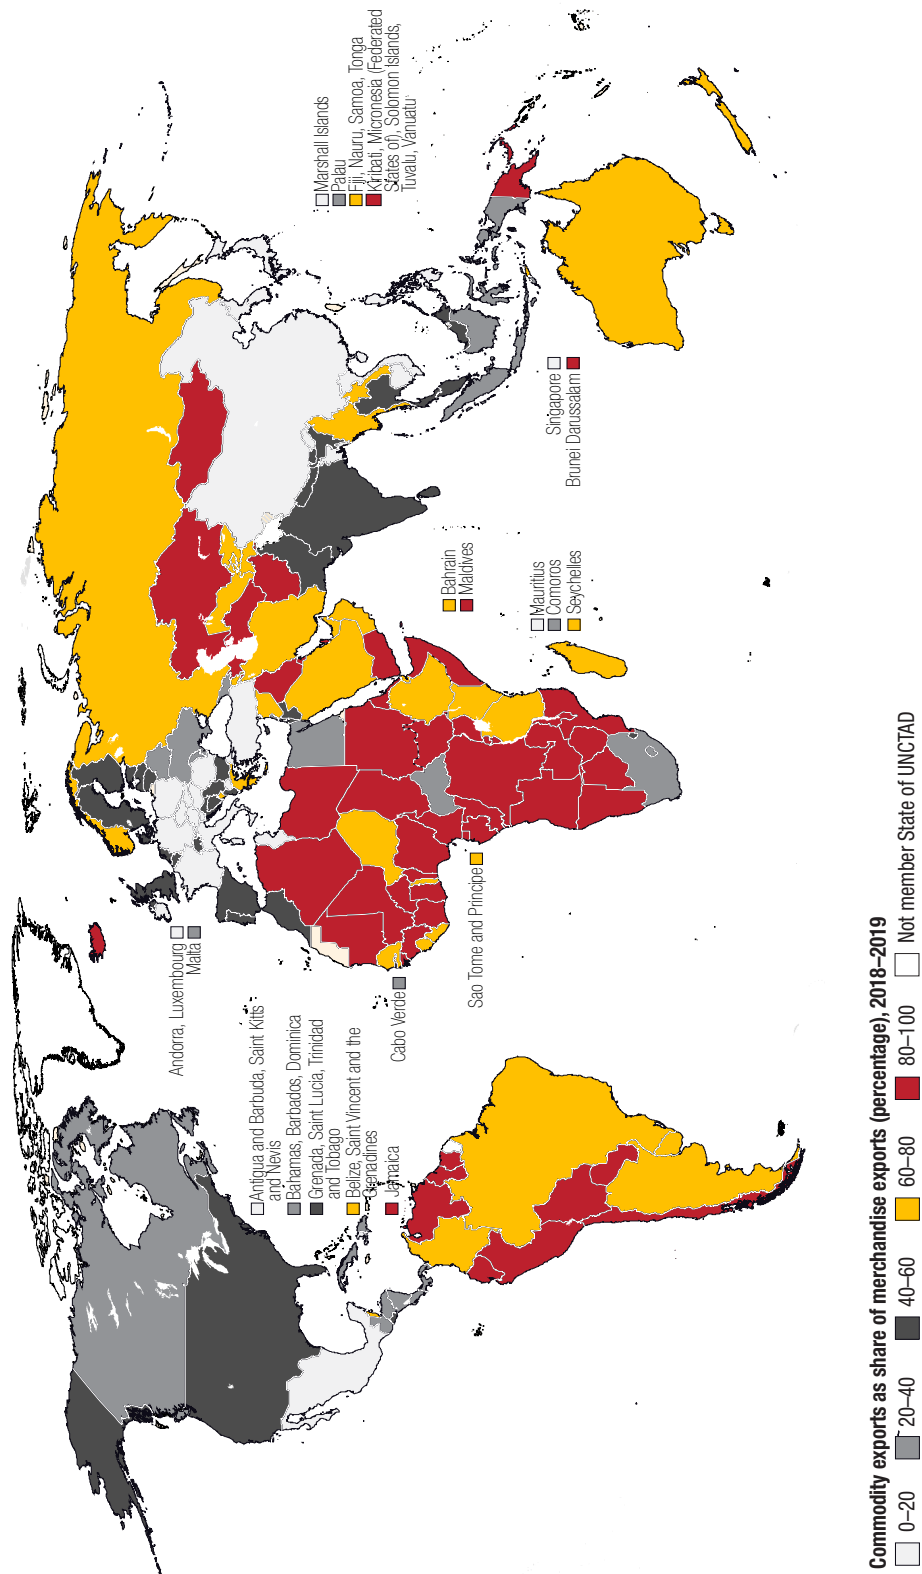 Andorra, Luxembourg
Malta
Antigua and Barbuda, Saint Kitts
and Nevis
Bahamas, Barbados, Dominica
Grenada, Saint Lucia, Trinidad
and Tobago
Belize, Saint Vincent and the
Grenadines
Jamaica
Cabo Verde
Sao Tome and Principe
Bahrain
Maldives
Mauritius
Comoros
Seychelles
Singapore
Brunei Darussalam
Marshall Islands
Palau
Fiji, Nauru, Samoa, Tonga
Kiribati, Micronesia (Federated
States of), Solomon Islands,
Tuvalu, Vanuatu
Commodity exports as share of merchandise exports (percentage), 2018–2019
0–20
20–40
40–60
60–80
80–100
Not member State of UNCTAD